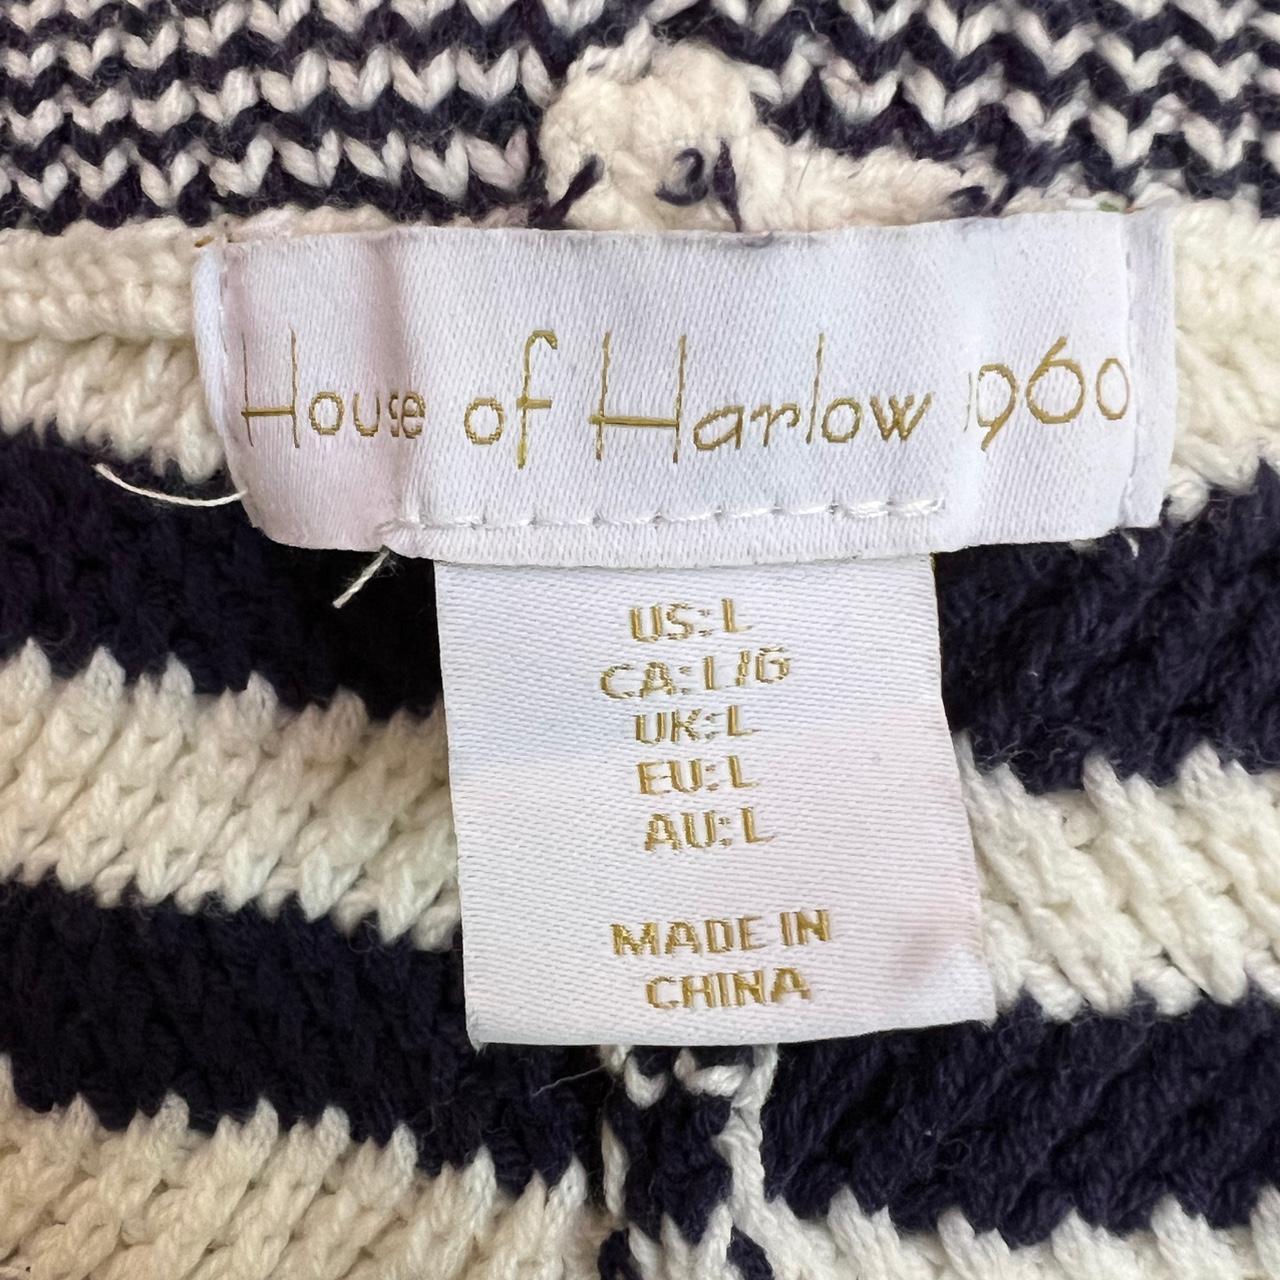 House of Harlow 1960
US: L
CA: L/G
UK: L
EU: L
AU: L
MADE IN
CHINA